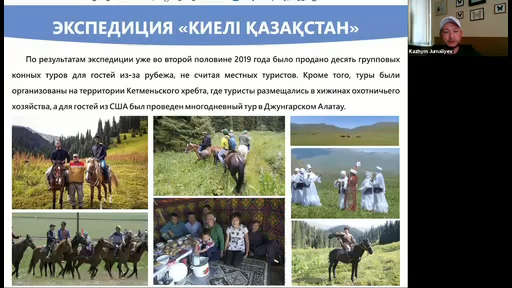 ЭКСПЕДИЦИЯ «КИЕЛІ ҚАЗАҚСТАН»
По результатам экспедиции уже во второй половине 2019 года было продано десять групповых
конных туров для гостей из-за рубежа, не считая местных туристов. Кроме того, туры были
организованы на территории Кетменьского хребта, где туристы размещались в хижинах охотничьего
хозяйства, а для гостей из США был проведен многодневный тур в Джунгарском Алатау.
Kazhym Jumaliyev